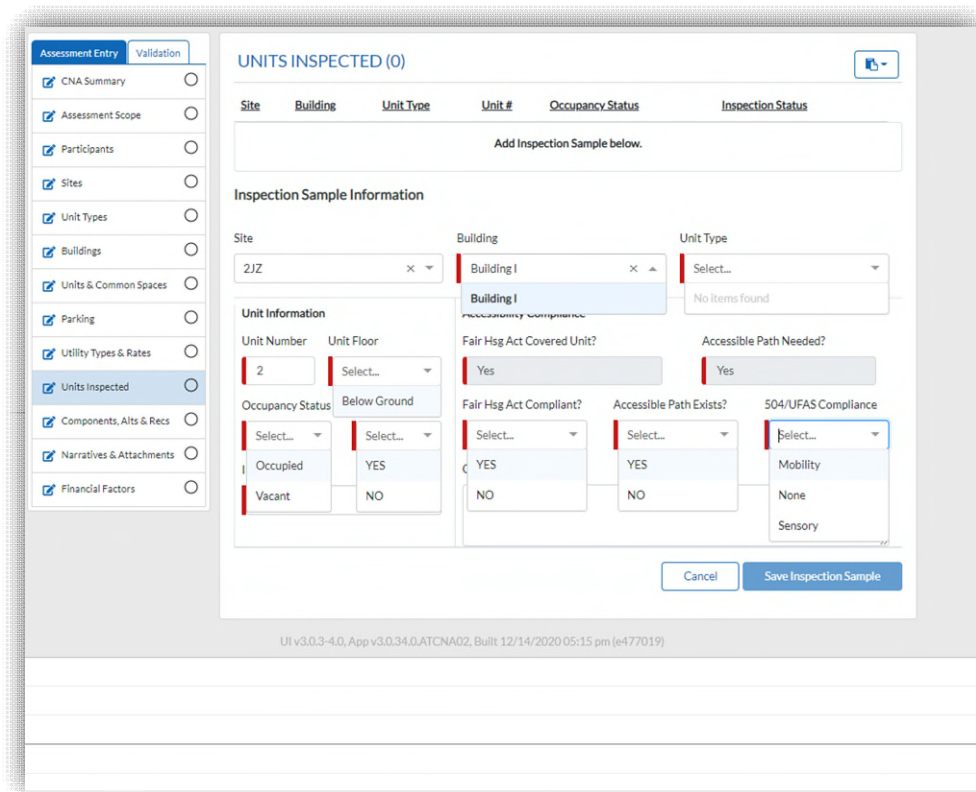 Assessment Entry Validation
CNA Summary
Assessment Scope
Participants
Sites
Unit Types
Buildings
Units & Common Spaces
Parking
Utility Types & Rates
Units Inspected
Components, Alts & Recs
Narratives & Attachments
Financial Factors
UNITS INSPECTED (0)
Site Building Unit Type Unit # Occupancy Status Inspection Status
Add Inspection Sample below.
Inspection Sample Information
Site Building Unit Type
2JZ Building I Select...
Building I No items found
Unit Information Accessibility Compliance
Unit Number Unit Floor Fair Hsg Act Covered Unit? Accessible Path Needed?
2 Select... Yes Yes
Below Ground
Occupancy Status Fair Hsg Act Compliant? Accessible Path Exists? 504/UFAS Compliance
Select... Select... Select... Select... Select...
Occupied YES YES YES Mobility
Vacant NO NO NO None
Sensory
Cancel Save Inspection Sample
UI v3.0.3-4.0, App v3.0.34.0.ATCNA02, Built 12/14/2020 05:15 pm (e477019)